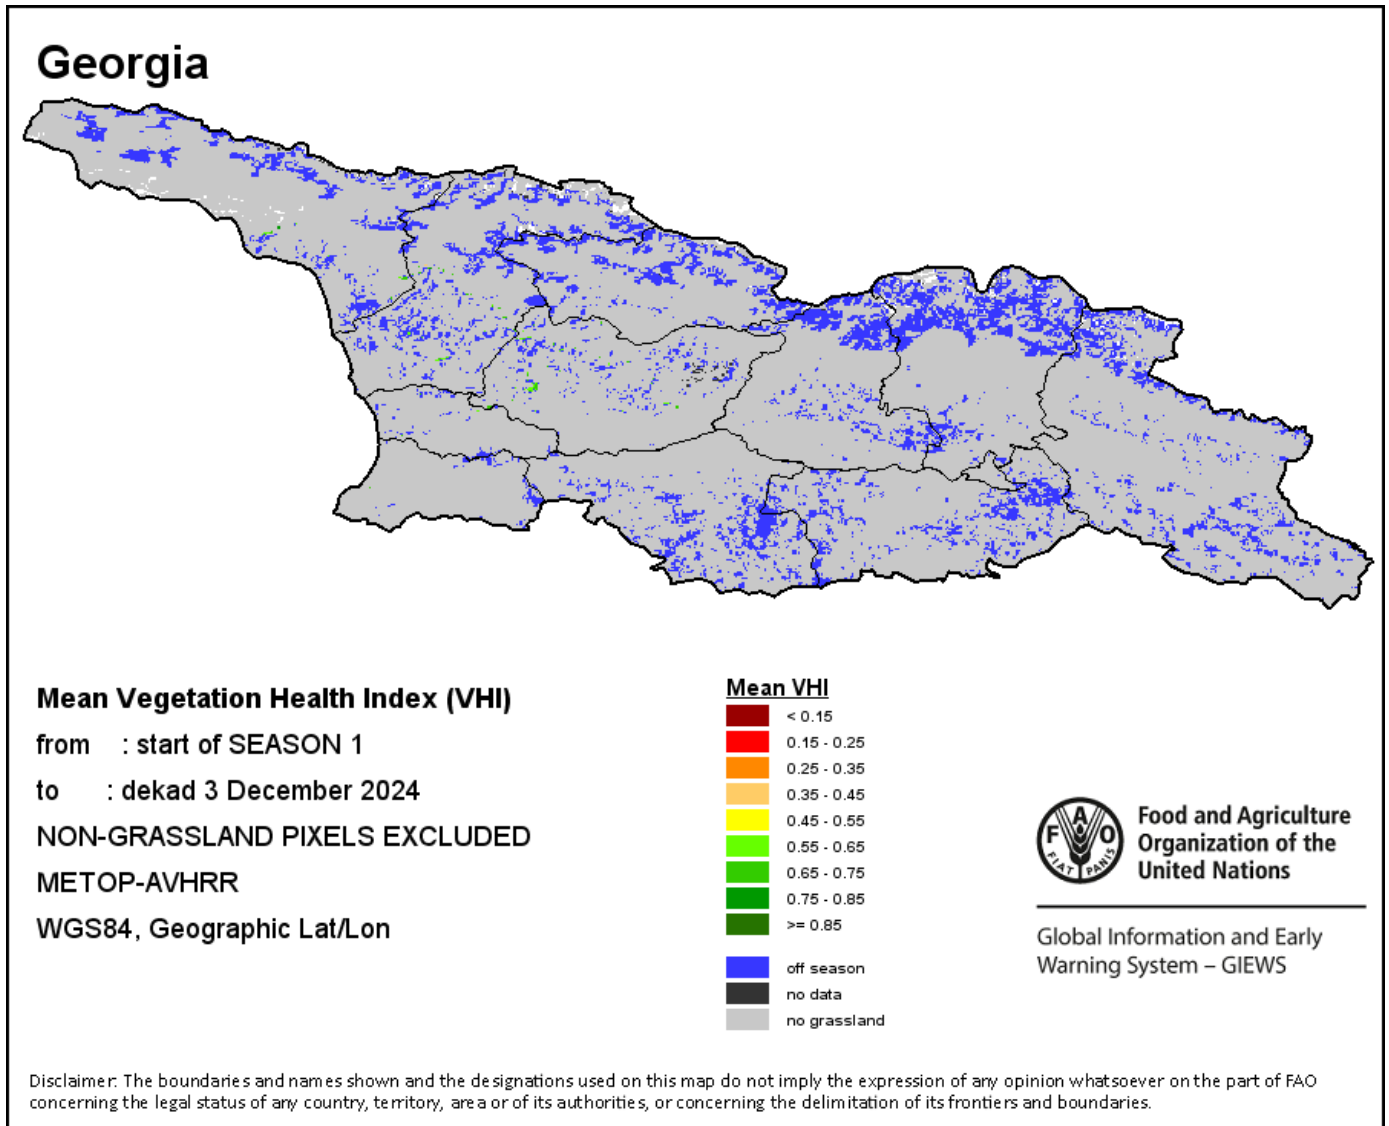 Georgia
Mean Vegetation Health Index (VHI)
from : start of SEASON 1
to : dekad 3 December 2024
NON-GRASSLAND PIXELS EXCLUDED
METOP-AVHRR
WGS84, Geographic Lat/Lon
Mean VHI
< 0.15
0.15 - 0.25
0.25 - 0.35
0.35 - 0.45
0.45 - 0.55
0.55 - 0.65
0.65 - 0.75
0.75 - 0.85
>= 0.85
off season
no data
no grassland
F A O
FIAT PANIS
Food and Agriculture
Organization of the
United Nations
Global Information and Early
Warning System – GIEWS
Disclaimer: The boundaries and names shown and the designations used on this map do not imply the expression of any opinion whatsoever on the part of FAO
concerning the legal status of any country, territory, area or of its authorities, or concerning the delimitation of its frontiers and boundaries.